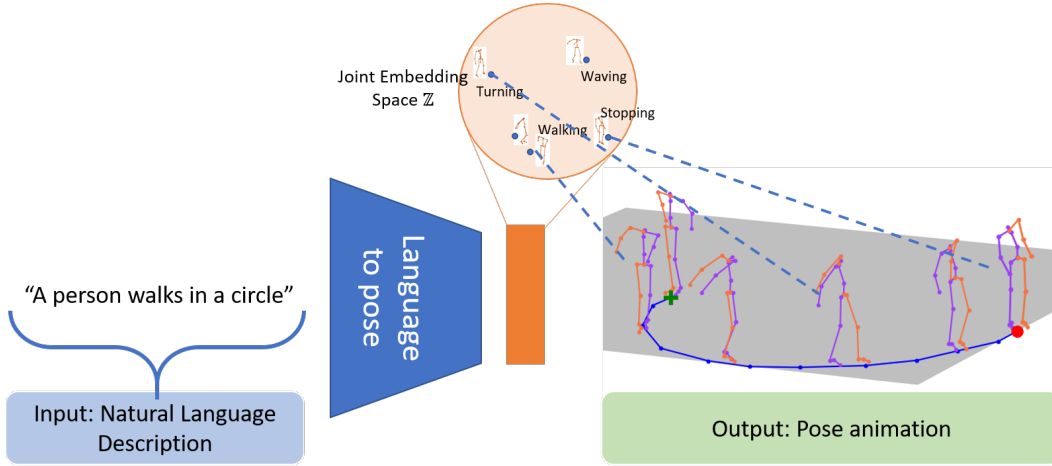 Joint Embedding
Space ℤ
Turning
Waving
Walking
Stopping
“A person walks in a circle”
Language
to pose
Input: Natural Language
Description
Output: Pose animation